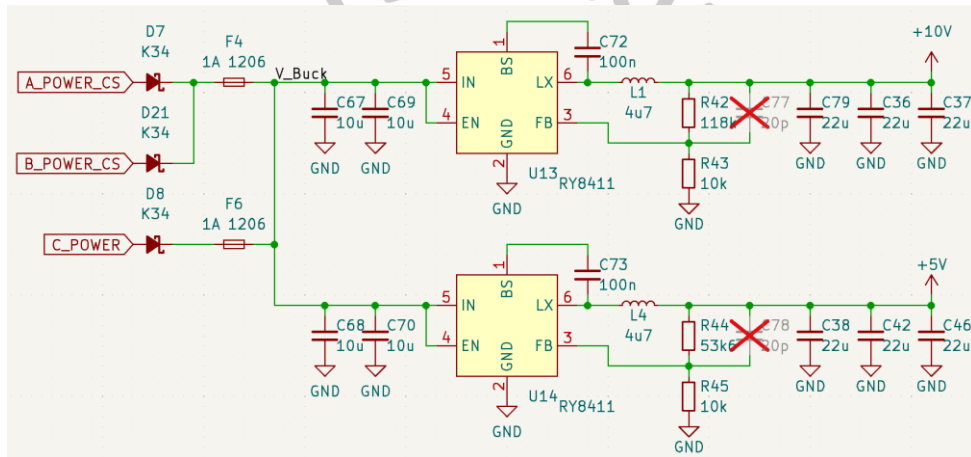 D7
K34
F4
1A 1206
A_POWER_CS
V_Buck
D21
K34
B_POWER_CS
D8
K34
F6
1A 1206
C_POWER
C67
10u
GND
C69
10u
GND
1
BS
5
IN
4
EN
LX
6
FB
3
GND
2
U13
RY8411
GND
C72
100n
L1
4u7
R42
118k
C77
R43
10k
GND
C79
22u
GND
C36
22u
GND
C37
22u
GND
+10V
C68
10u
GND
C70
10u
GND
1
BS
5
IN
4
EN
LX
6
FB
3
GND
2
U14
RY8411
GND
C73
100n
L4
4u7
R44
53k6
C78
R45
10k
GND
C38
22u
GND
C42
22u
GND
C46
22u
GND
+5V